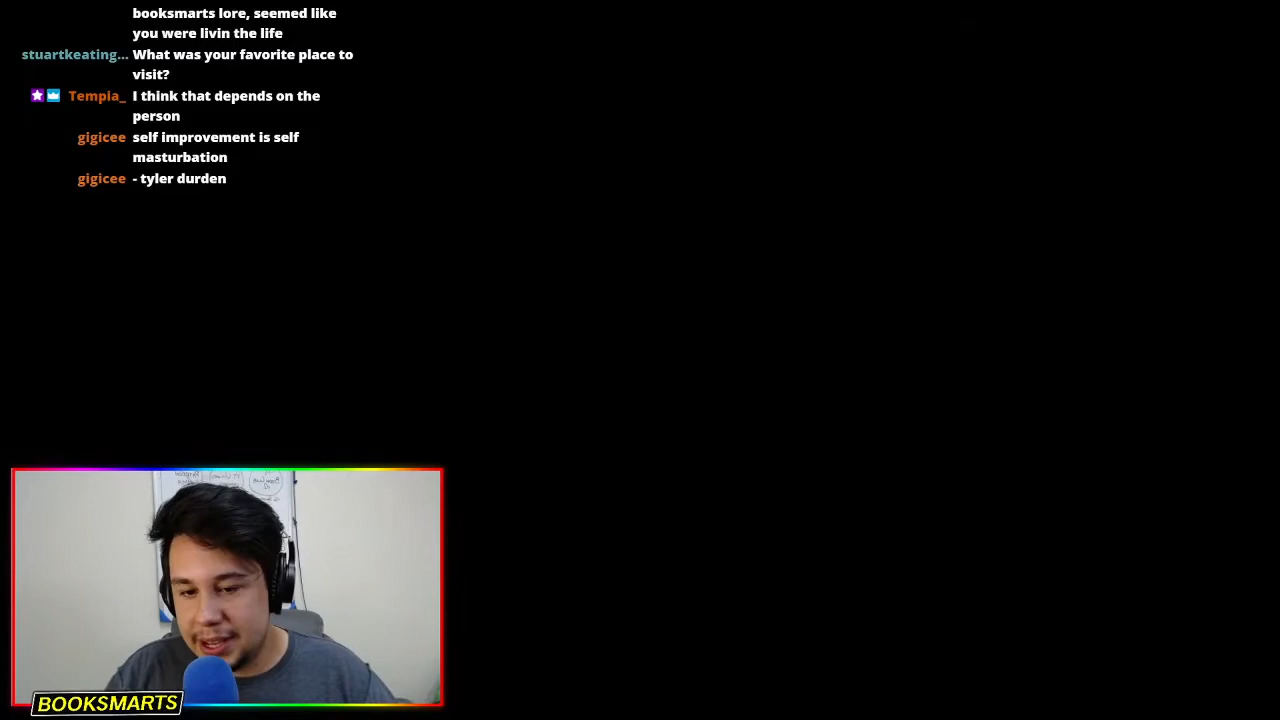 booksmarts lore, seemed like
you were livin the life
stuartkeating... What was your favorite place to
visit?
Tempia_ I think that depends on the
person
gigicee self improvement is self
masturbation
gigicee - tyler durden
BOOKSMARTS